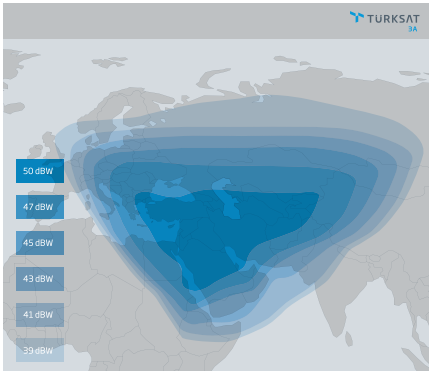 TURKSAT
3A
50 dBW
47 dBW
45 dBW
43 dBW
41 dBW
39 dBW